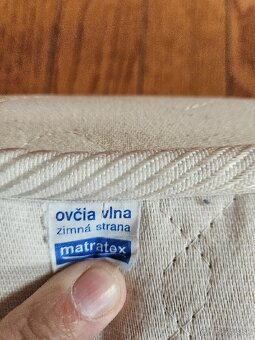 ovčia vlna
zimná strana
matratex